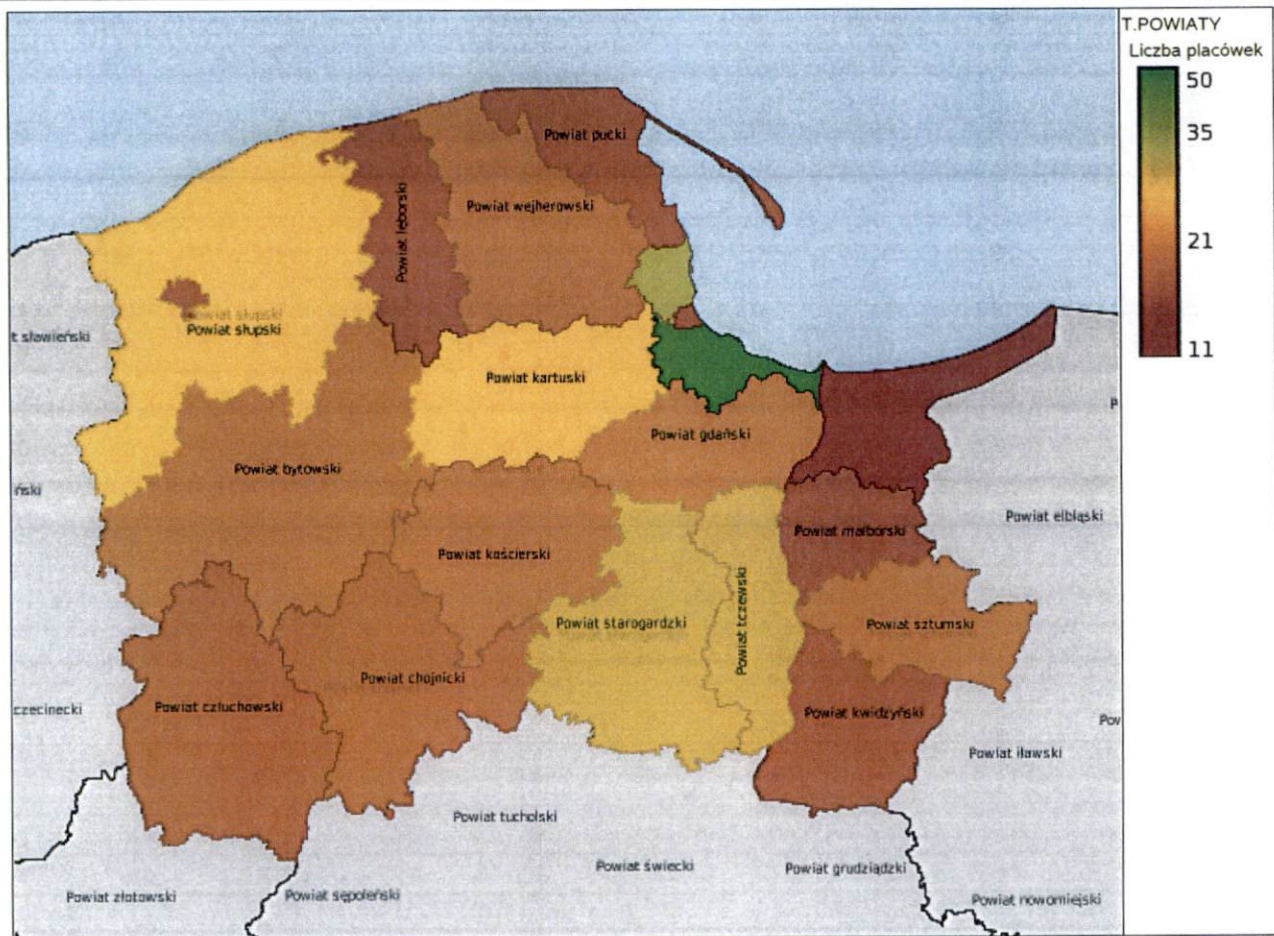 T.POWIATY
Liczba placówek
50
35
21
11
Powiat pucki
Powiat wejherowski
Powiat lęborski
Powiat słupski
Powiat słupski
t sławieński
Powiat kartuski
Powiat gdański
Powiat bytowski
ński
Powiat elbląski
Powiat malborski
Powiat kościerski
Powiat starogardzki
Powiat tczewski
Powiat sztumski
Powiat chojnicki
Powiat człuchowski
czecinecki
Powiat kwidzyński
Pow
Powiat iławski
Powiat tucholski
Powiat świecki
Powiat grudziądzki
Powiat złotowski
Powiat sępoleński
Powiat nowomiejski